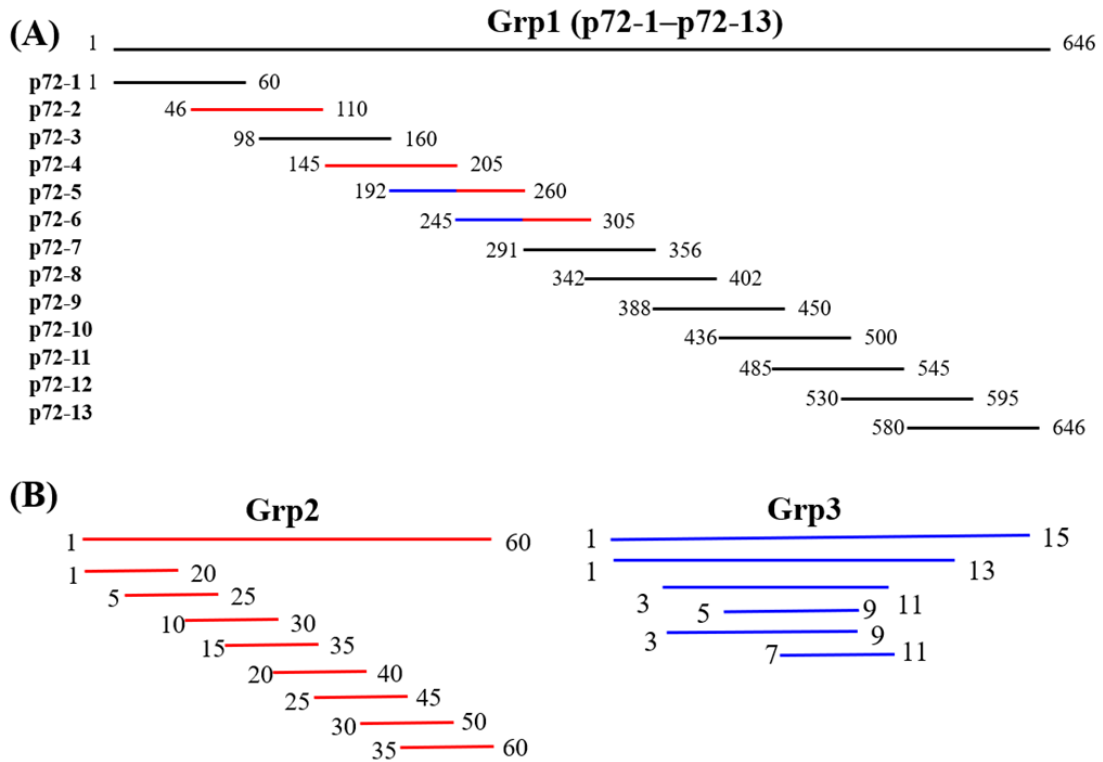 (A) Grp1 (p72-1–p72-13)
1 646
p72-1 1 60
p72-2 46 110
p72-3 98 160
p72-4 145 205
p72-5 192 260
p72-6 245 305
p72-7 291 356
p72-8 342 402
p72-9 388 450
p72-10 436 500
p72-11 485 545
p72-12 530 595
p72-13 580 646
(B)
Grp2
1 60
1 20
5 25
10 30
15 35
20 40
25 45
30 50
35 60
Grp3
1 15
1 13
3 11
5 9
3 9
7 11